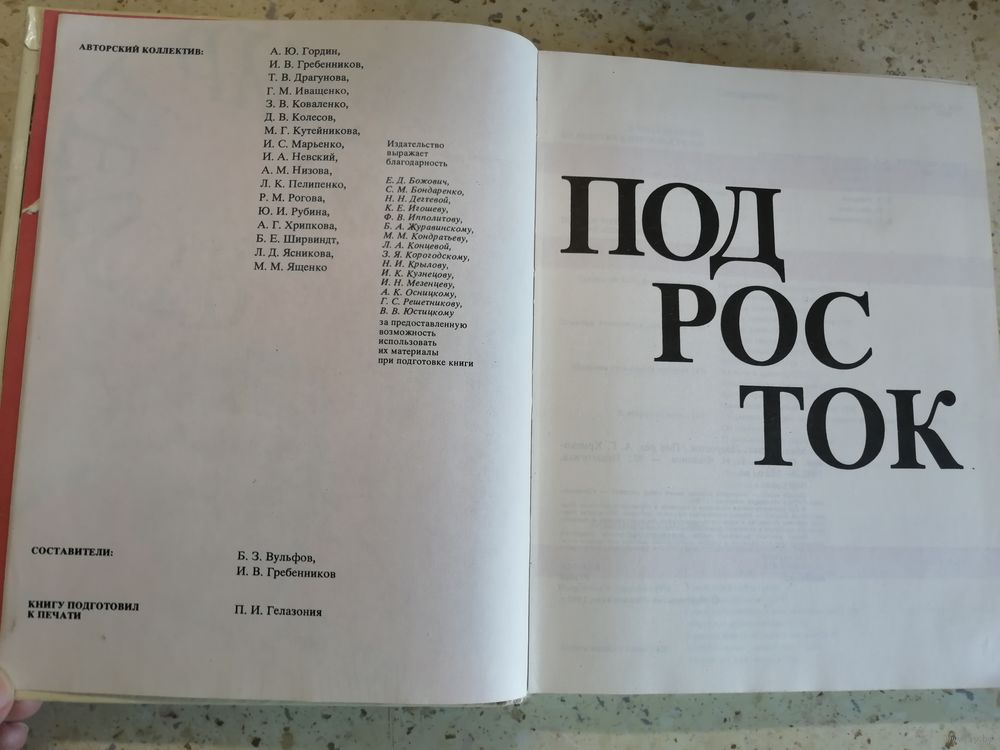 АВТОРСКИЙ КОЛЛЕКТИВ:
А. Ю. Гордин,
И. В. Гребенников,
Т. В. Драгунова,
Г. М. Иващенко,
З. В. Коваленко,
Д. В. Колесов,
М. Г. Кутейникова,
И. С. Марьенко,
И. А. Невский,
А. М. Низова,
Л. К. Пелипенко,
Р. М. Рогова,
Ю. И. Рубина,
А. Г. Хрипкова,
Б. Е. Ширвиндт,
Л. Д. Ясникова,
М. М. Ященко
Издательство
выражает
благодарность
Е. Д. Божович,
С. М. Бондаренко,
Н. Н. Дегтевой,
К. Е. Игошеву,
Ф. В. Ипполитову,
Б. А. Журавинскому,
М. М. Кондратьеву,
Л. А. Концевой,
З. Я. Корогодскому,
Н. И. Крылову,
И. К. Кузнецову,
И. Н. Мезенцеву,
А. К. Осницкому,
Г. С. Решетникову,
В. В. Юстицкому
за предоставленную
возможность
использовать
их материалы
при подготовке книги
СОСТАВИТЕЛИ:
Б. З. Вульфов,
И. В. Гребенников
КНИГУ ПОДГОТОВИЛ
К ПЕЧАТИ
П. И. Гелазония
ПОД
РОС
ТОК